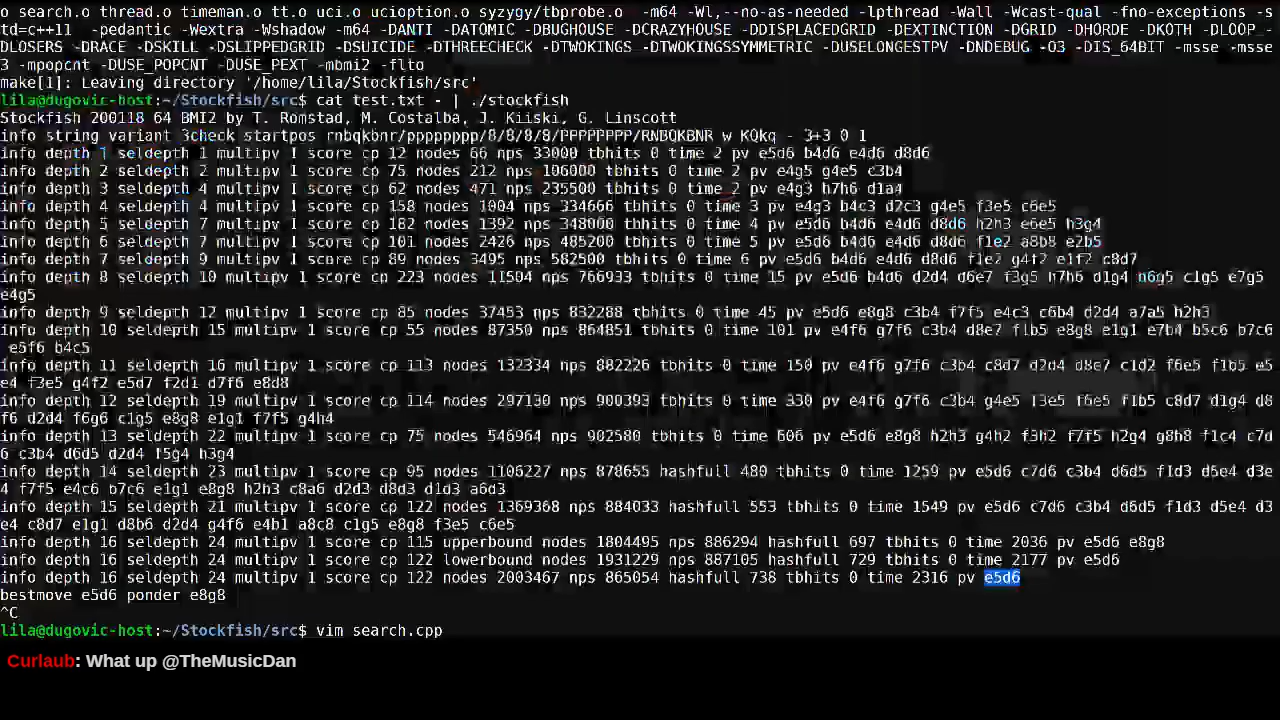 o search.o thread.o timeman.o tt.o uci.o ucioption.o syzygy/tbprobe.o  -m64 -Wl,--no-as-needed -lpthread -Wall -Wcast-qual -fno-exceptions -s
td=c++11  -pedantic -Wextra -Wshadow -m64 -DANTI -DATOMIC -DBUGHOUSE -DCRAZYHOUSE -DDISPLACEDGRID -DEXTINCTION -DGRID -DHORDE -DKOTH -DLOOP -
DLOSERS -DRACE -DSKILL -DSLIPPEDGRID -DSUICIDE -DTHREECHECK -DTWOKINGS -DTWOKINGSSYMMETRIC -DUSELONGESTPV -DNDEBUG -O3 -DIS_64BIT -msse -msse
3 -mpopcnt -DUSE_POPCNT -DUSE_PEXT -mbmi2 -flto
make[1]: Leaving directory '/home/lila/Stockfish/src'
lila@dugovic-host:~/Stockfish/src$ cat test.txt - | ./stockfish
Stockfish 200118 64 BMI2 by T. Romstad, M. Costalba, J. Kiiski, G. Linscott
info string variant 3check startpos rnbqkbnr/pppppppp/8/8/8/8/PPPPPPPP/RNBQKBNR w KQkq - 3+3 0 1
info depth 1 seldepth 1 multipv 1 score cp 12 nodes 66 nps 33000 tbhits 0 time 2 pv e5d6 b4d6 e4d6 d8d6
info depth 2 seldepth 2 multipv 1 score cp 75 nodes 212 nps 106000 tbhits 0 time 2 pv e4g5 g4e5 c3b4
info depth 3 seldepth 4 multipv 1 score cp 62 nodes 471 nps 235500 tbhits 0 time 2 pv e4g3 h7h6 d1a4
info depth 4 seldepth 4 multipv 1 score cp 158 nodes 1004 nps 334666 tbhits 0 time 3 pv e4g3 b4c3 d2c3 g4e5 f3e5 c6e5
info depth 5 seldepth 7 multipv 1 score cp 182 nodes 1392 nps 348000 tbhits 0 time 4 pv e5d6 b4d6 e4d6 d8d6 h2h3 e6e5 h3g4
info depth 6 seldepth 7 multipv 1 score cp 101 nodes 2426 nps 485200 tbhits 0 time 5 pv e5d6 b4d6 e4d6 d8d6 f1e2 a8b8 e2b5
info depth 7 seldepth 9 multipv 1 score cp 89 nodes 3495 nps 582500 tbhits 0 time 6 pv e5d6 b4d6 e4d6 d8d6 f1e2 g4f2 e1f2 c8d7
info depth 8 seldepth 10 multipv 1 score cp 223 nodes 11504 nps 766933 tbhits 0 time 15 pv e5d6 b4d6 d2d4 d6e7 f3g5 h7h6 d1g4 h6g5 c1g5 e7g5
e4g5
info depth 9 seldepth 12 multipv 1 score cp 85 nodes 37453 nps 832288 tbhits 0 time 45 pv e5d6 e8g8 c3b4 f7f5 e4c3 c6b4 d2d4 a7a5 h2h3
info depth 10 seldepth 15 multipv 1 score cp 55 nodes 87350 nps 864851 tbhits 0 time 101 pv e4f6 g7f6 c3b4 d8e7 f1b5 e8g8 e1g1 e7b4 b5c6 b7c6
e5f6 b4c5
info depth 11 seldepth 16 multipv 1 score cp 113 nodes 132334 nps 882226 tbhits 0 time 150 pv e4f6 g7f6 c3b4 c8d7 d2d4 d8e7 c1d2 f6e5 f1b5 e5
e4 f3e5 g4f2 e5d7 f2d1 d7f6 e8d8
info depth 12 seldepth 19 multipv 1 score cp 114 nodes 297130 nps 900393 tbhits 0 time 330 pv e4f6 g7f6 c3b4 g4e5 f3e5 f6e5 f1b5 c8d7 d1g4 d8
f6 d2d4 f6g6 c1g5 e8g8 e1g1 f7f5 g4h4
info depth 13 seldepth 22 multipv 1 score cp 75 nodes 546964 nps 902580 tbhits 0 time 606 pv e5d6 e8g8 h2h3 g4h2 f3h2 f7f5 h2g4 g8h8 f1c4 c7d
6 c3b4 d6d5 d2d4 f5g4 h3g4
info depth 14 seldepth 23 multipv 1 score cp 95 nodes 1106227 nps 878655 hashfull 480 tbhits 0 time 1259 pv e5d6 c7d6 c3b4 d6d5 f1d3 d5e4 d3e
4 f7f5 e4c6 b7c6 e1g1 e8g8 h2h3 c8a6 d2d3 d8d3 d1d3 a6d3
info depth 15 seldepth 21 multipv 1 score cp 122 nodes 1369368 nps 884033 hashfull 553 tbhits 0 time 1549 pv e5d6 c7d6 c3b4 d6d5 f1d3 d5e4 d3
e4 c8d7 e1g1 d8b6 d2d4 g4f6 e4b1 a8c8 c1g5 e8g8 f3e5 c6e5
info depth 16 seldepth 24 multipv 1 score cp 115 upperbound nodes 1804495 nps 886294 hashfull 697 tbhits 0 time 2036 pv e5d6 e8g8
info depth 16 seldepth 24 multipv 1 score cp 122 lowerbound nodes 1931229 nps 887105 hashfull 729 tbhits 0 time 2177 pv e5d6
info depth 16 seldepth 24 multipv 1 score cp 122 nodes 2003467 nps 865054 hashfull 738 tbhits 0 time 2316 pv e5d6
bestmove e5d6 ponder e8g8
^C
lila@dugovic-host:~/Stockfish/src$ vim search.cpp
Curlaub: What up @TheMusicDan